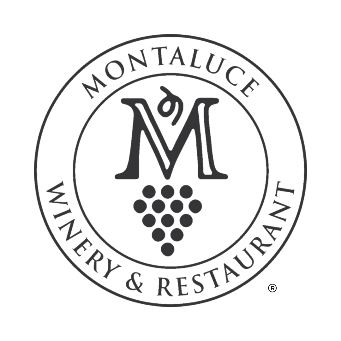 MONTALUCE
M
WINERY & RESTAURANT
®